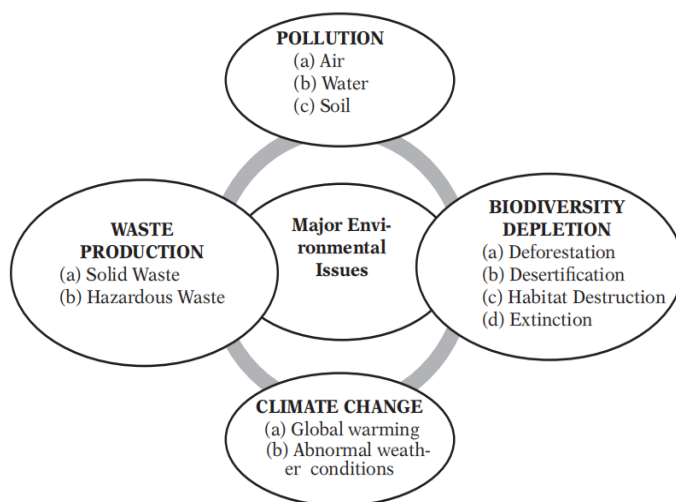 POLLUTION
(a) Air
(b) Water
(c) Soil
WASTE
PRODUCTION
(a) Solid Waste
(b) Hazardous Waste
Major Envi-
ronmental
Issues
BIODIVERSITY
DEPLETION
(a) Deforestation
(b) Desertification
(c) Habitat Destruction
(d) Extinction
CLIMATE CHANGE
(a) Global warming
(b) Abnormal weath-
er conditions